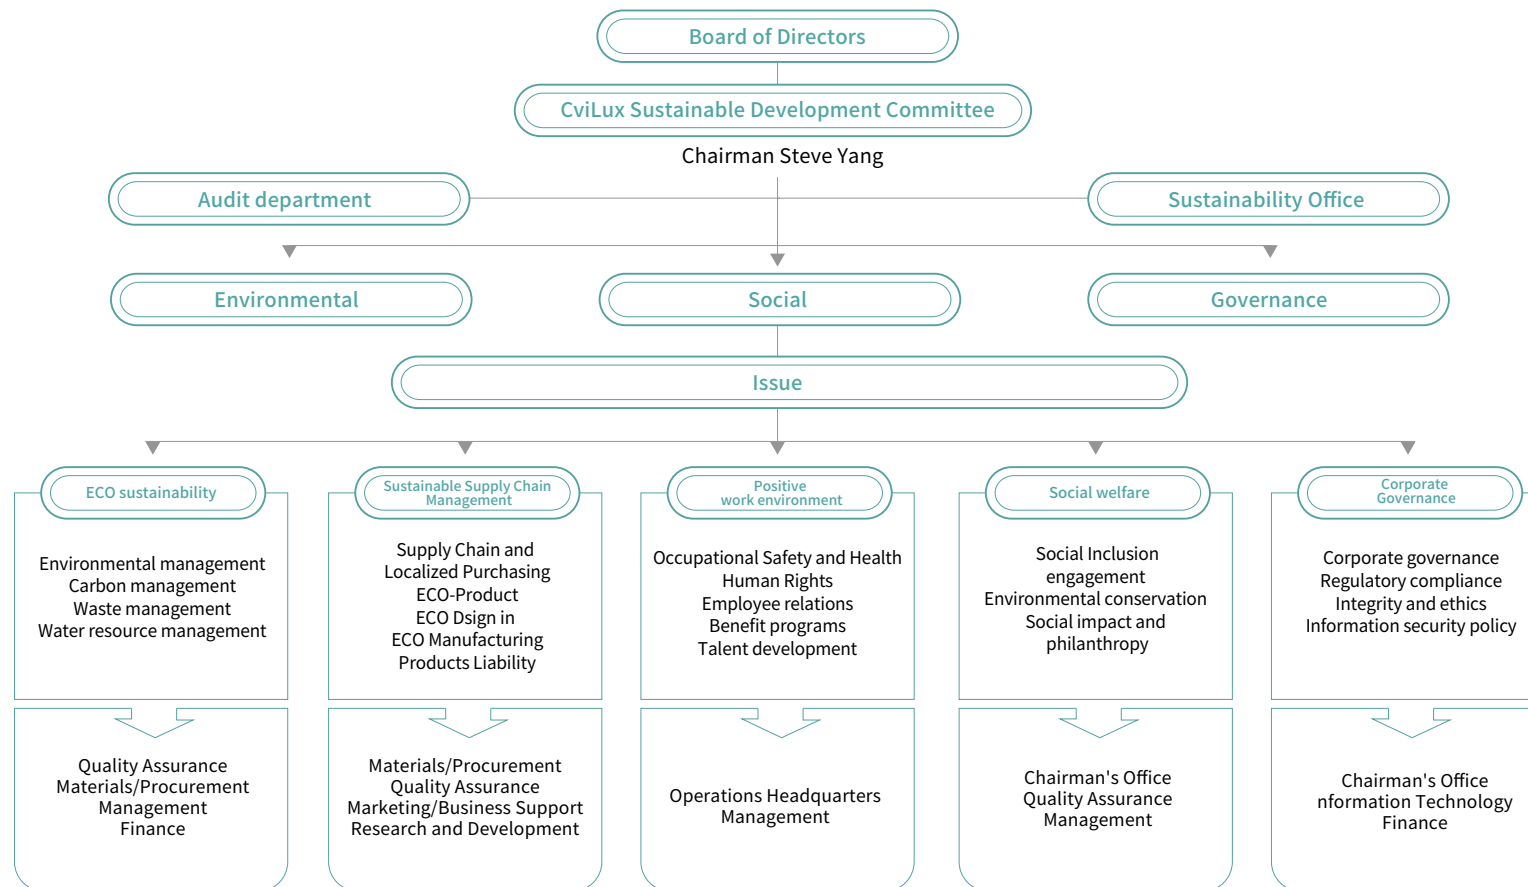 Board of Directors
CviLux Sustainable Development Committee
Chairman Steve Yang
Audit department
Sustainability Office
Environmental
Social
Governance
Issue
ECO sustainability
Environmental management
Carbon management
Waste management
Water resource management
Quality Assurance
Materials/Procurement
Management
Finance
Sustainable Supply Chain
Management
Supply Chain and
Localized Purchasing
ECO-Product
ECO Dsign in
ECO Manufacturing
Products Liability
Materials/Procurement
Quality Assurance
Marketing/Business Support
Research and Development
Positive
work environment
Occupational Safety and Health
Human Rights
Employee relations
Benefit programs
Talent development
Operations Headquarters
Management
Social welfare
Social Inclusion
engagement
Environmental conservation
Social impact and
philanthropy
Chairman's Office
Quality Assurance
Management
Corporate
Governance
Corporate governance
Regulatory compliance
Integrity and ethics
Information security policy
Chairman's Office
nformation Technology
Finance